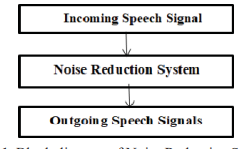 Incoming Speech Signal
Noise Reduction System
Outgoing Speech Signals